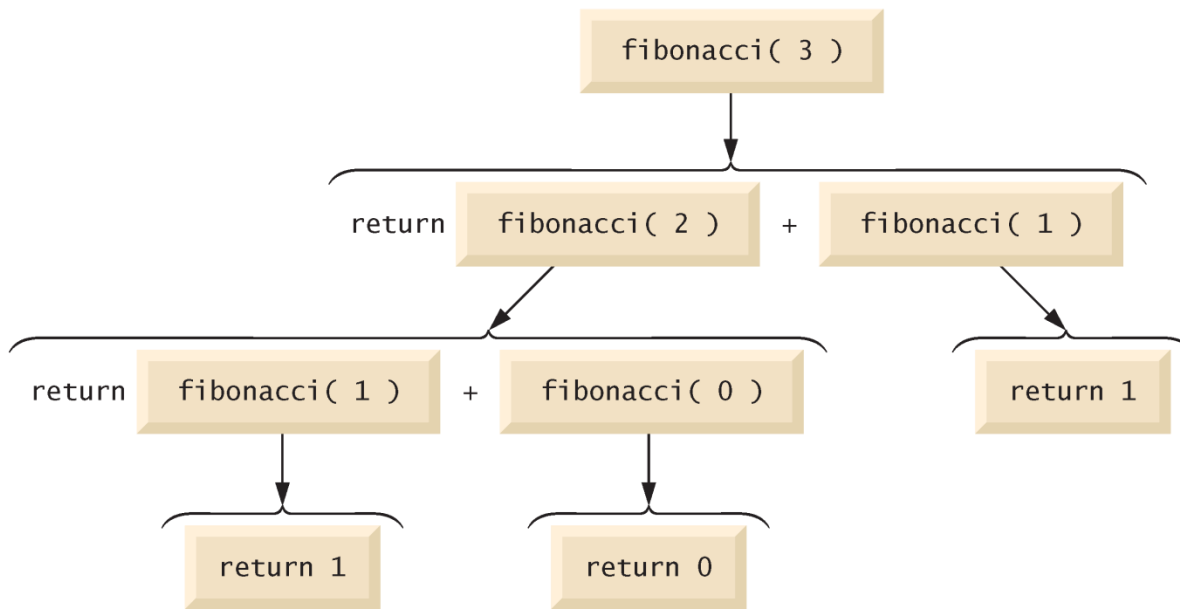 fibonacci( 3 )
return fibonacci( 2 ) + fibonacci( 1 )
return fibonacci( 1 ) + fibonacci( 0 ) return 1
return 1 return 0